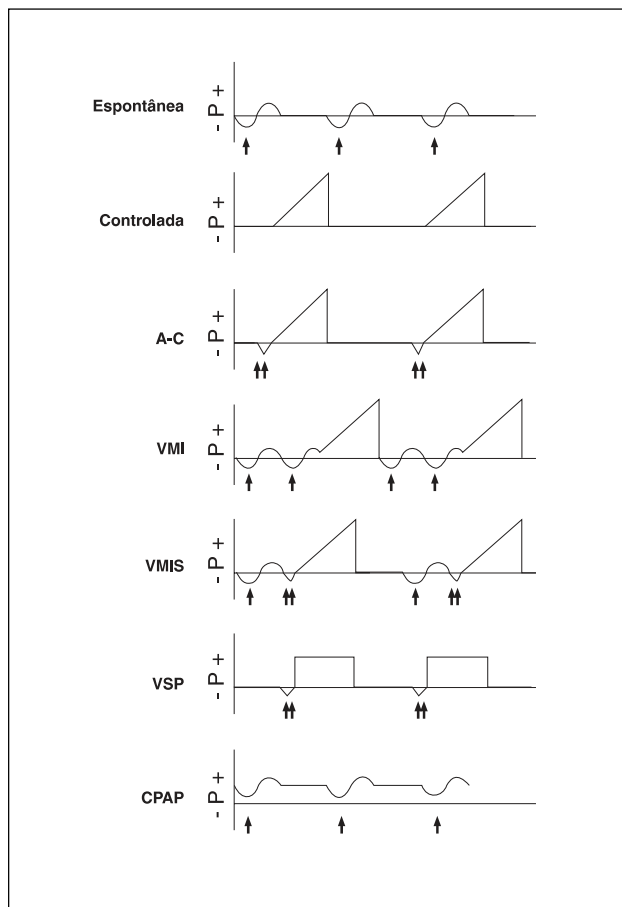 Espontânea
- P +
Controlada
- P +
A-C
- P +
VMI
- P +
VMIS
- P +
VSP
- P +
CPAP
- P +